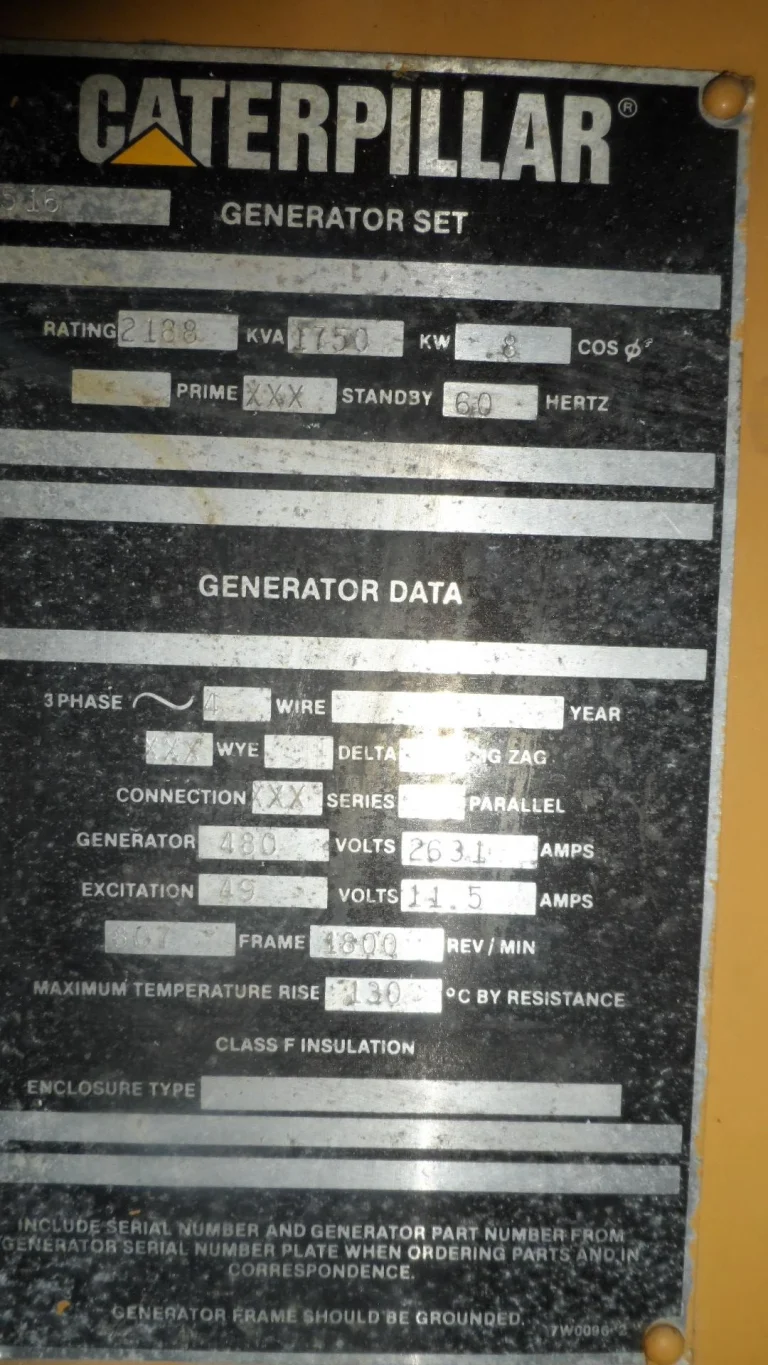 CATERPILLAR®
516
GENERATOR SET
RATING 2188 KVA 1750 KW .8 COS ϕ
PRIME XXX STANDBY 60 HERTZ
GENERATOR DATA
3 PHASE ~ 4 WIRE YEAR
XXX WYE DELTA ZAG
CONNECTION XXX SERIES PARALLEL
GENERATOR 480 VOLTS 2631 AMPS
EXCITATION 49 VOLTS 11.5 AMPS
FRAME 1800 REV / MIN
MAXIMUM TEMPERATURE RISE 130 °C BY RESISTANCE
CLASS F INSULATION
ENCLOSURE TYPE
INCLUDE SERIAL NUMBER AND GENERATOR PART NUMBER FROM
GENERATOR SERIAL NUMBER PLATE WHEN ORDERING PARTS AND IN
CORRESPONDENCE.
GENERATOR FRAME SHOULD BE GROUNDED.